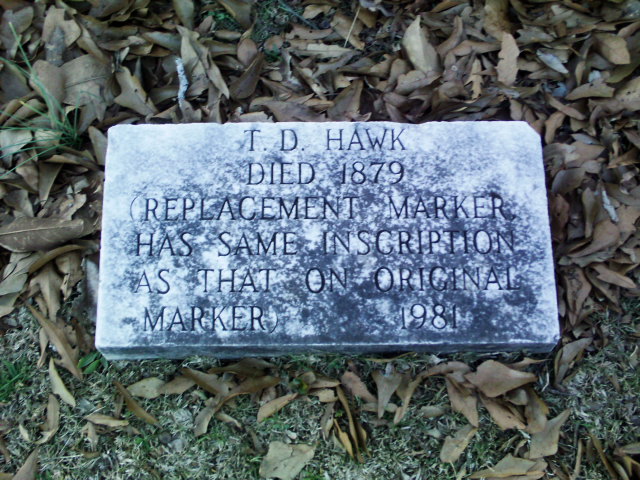 T. D. HAWK
DIED 1879
(REPLACEMENT MARKER,
HAS SAME INSCRIPTION
AS THAT ON ORIGINAL
MARKER) 1981